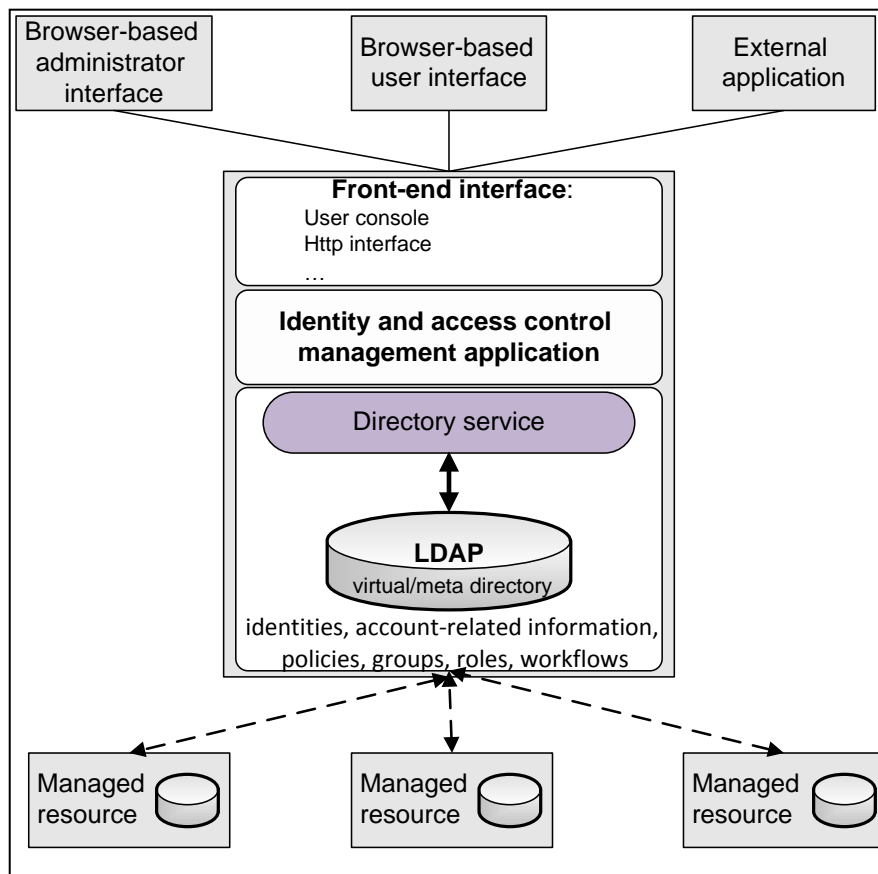 Browser-based
administrator
interface
Browser-based
user interface
External
application
Front-end interface:
User console
Http interface
…
Identity and access control
management application
Directory service
LDAP
virtual/meta directory
identities, account-related information,
policies, groups, roles, workflows
Managed
resource
Managed
resource
Managed
resource